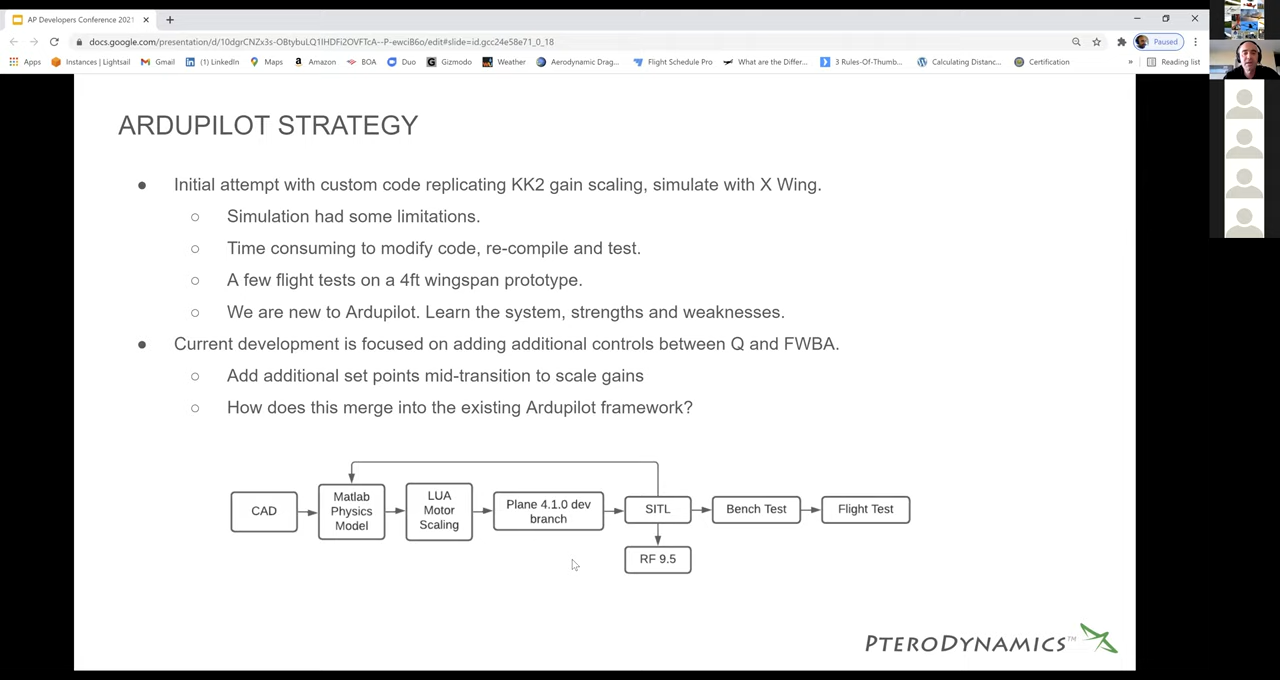 AP Developers Conference 2021
docs.google.com/presentation/d/10dgrCNZx3s-OBtybuLQ1IHDFi2OVFTcA--P-ewciB6o/edit#slide=id.gcc24e58e71_0_18
Paused
Apps
Instances | Lightsail
Gmail
(1) LinkedIn
Maps
Amazon
BOA
Duo
Gizmodo
Weather
Aerodynamic Drag...
Flight Schedule Pro
What are the Differ...
3 Rules-Of-Thumb...
Calculating Distanc...
Certification
»
Reading list
ARDUPILOT STRATEGY
● Initial attempt with custom code replicating KK2 gain scaling, simulate with X Wing.
○ Simulation had some limitations.
○ Time consuming to modify code, re-compile and test.
○ A few flight tests on a 4ft wingspan prototype.
○ We are new to Ardupilot. Learn the system, strengths and weaknesses.
● Current development is focused on adding additional controls between Q and FWBA.
○ Add additional set points mid-transition to scale gains
○ How does this merge into the existing Ardupilot framework?
CAD
Matlab
Physics
Model
LUA
Motor
Scaling
Plane 4.1.0 dev
branch
SITL
Bench Test
Flight Test
RF 9.5
PTERODYNAMICS™